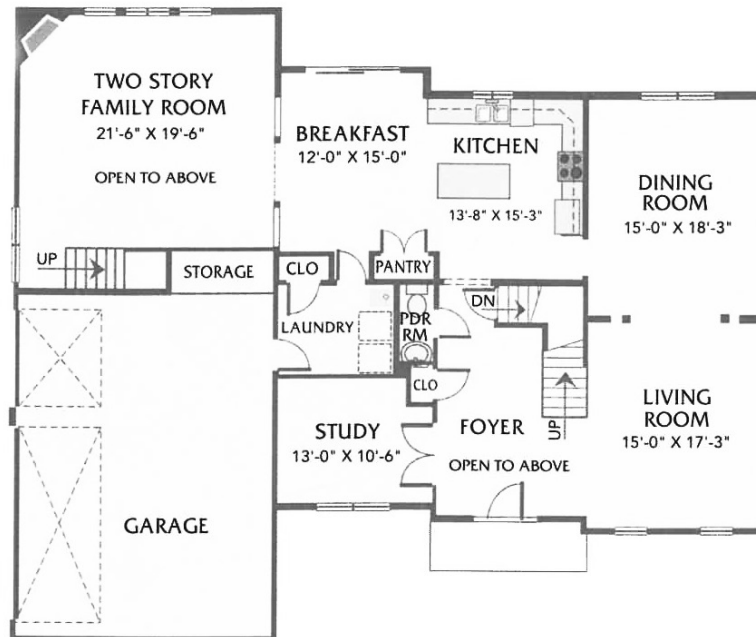 TWO STORY
FAMILY ROOM
21'-6" X 19'-6"
OPEN TO ABOVE
BREAKFAST
12'-0" X 15'-0"
KITCHEN
13'-8" X 15'-3"
DINING
ROOM
15'-0" X 18'-3"
UP
STORAGE
CLO
PANTRY
LAUNDRY
PDR
RM
DN
CLO
STUDY
13'-0" X 10'-6"
FOYER
OPEN TO ABOVE
UP
LIVING
ROOM
15'-0" X 17'-3"
GARAGE